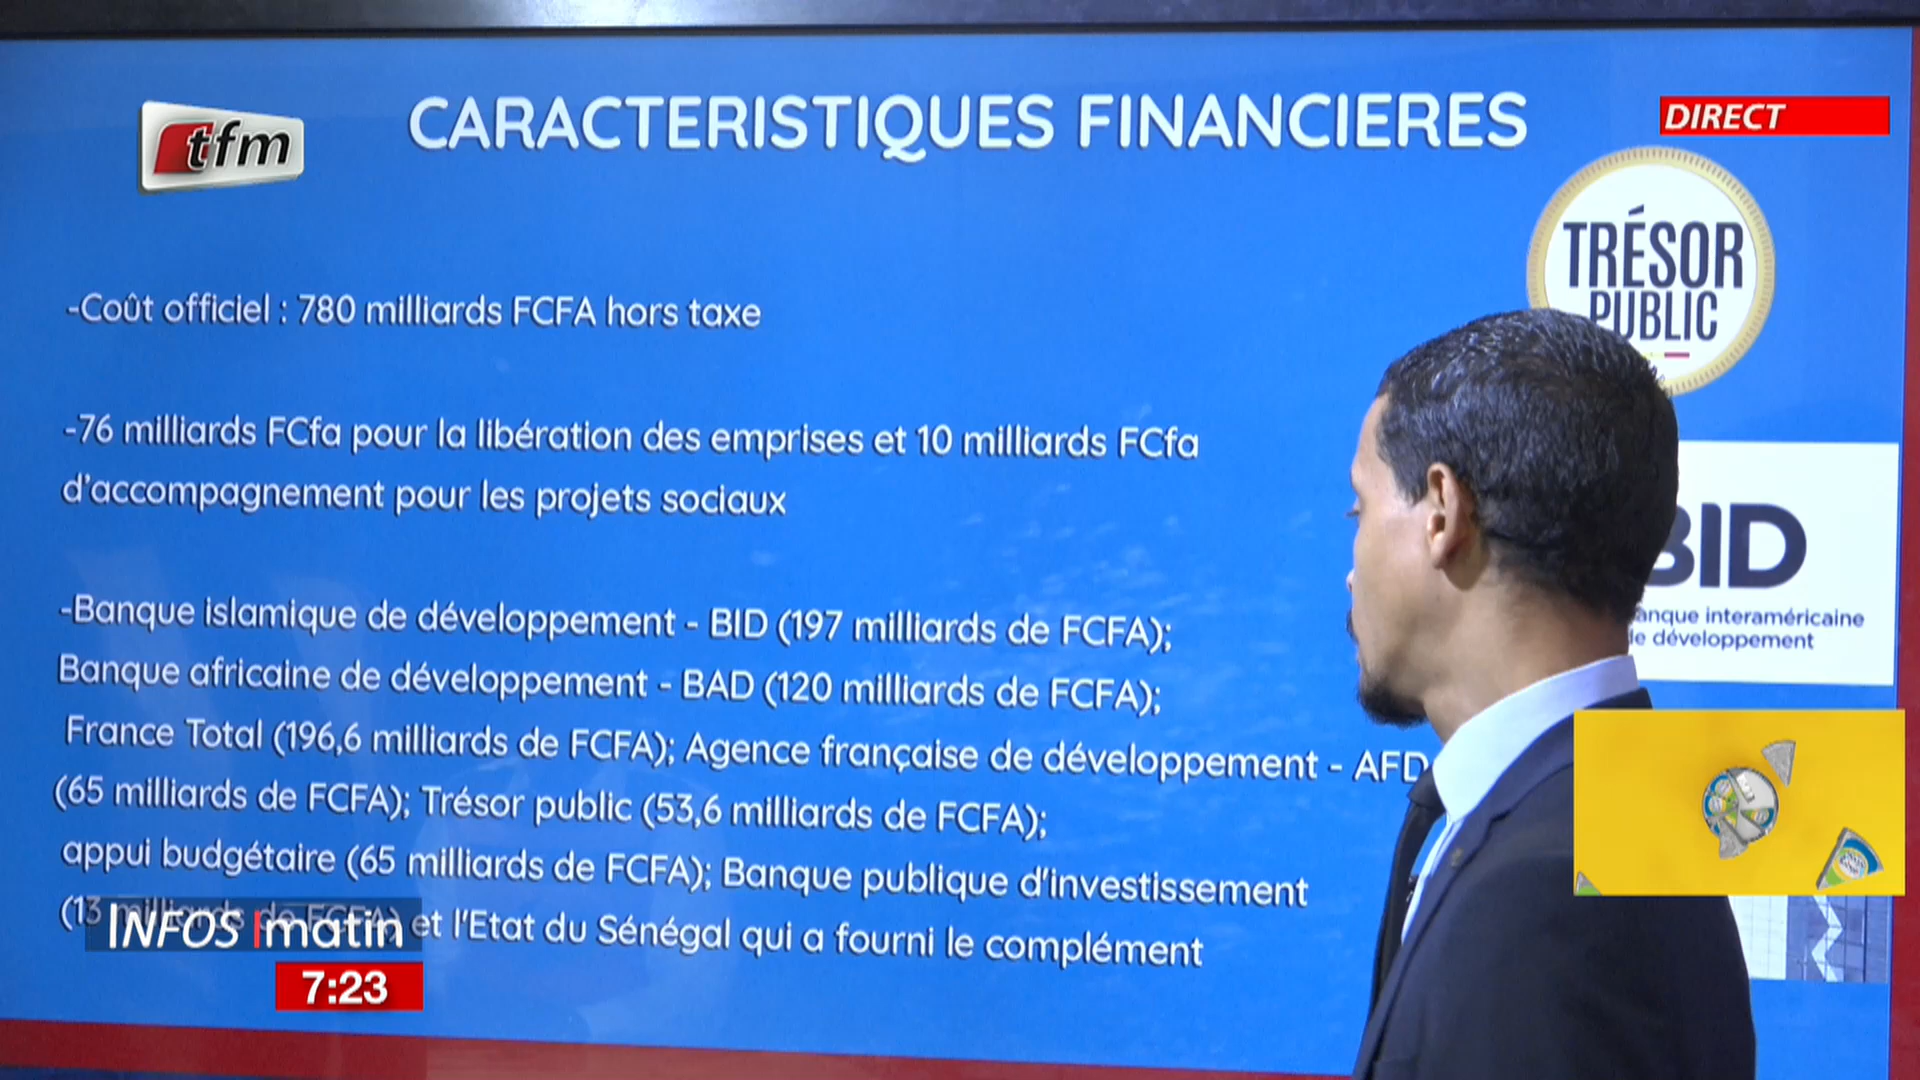 tfm
CARACTERISTIQUES FINANCIERES
DIRECT
TRÉSOR
PUBLIC
-Coût officiel : 780 milliards FCFA hors taxe
-76 milliards FCfa pour la libération des emprises et 10 milliards FCfa
d'accompagnement pour les projets sociaux
BID
anque interaméricaine
de développement
-Banque islamique de développement - BID (197 milliards de FCFA);
Banque africaine de développement - BAD (120 milliards de FCFA);
France Total (196,6 milliards de FCFA); Agence française de développement - AFD
(65 milliards de FCFA); Trésor public (53,6 milliards de FCFA);
appui budgétaire (65 milliards de FCFA); Banque publique d'investissement
(13 milliards de FCFA) et l'Etat du Sénégal qui a fourni le complément
INFOS matin
7:23